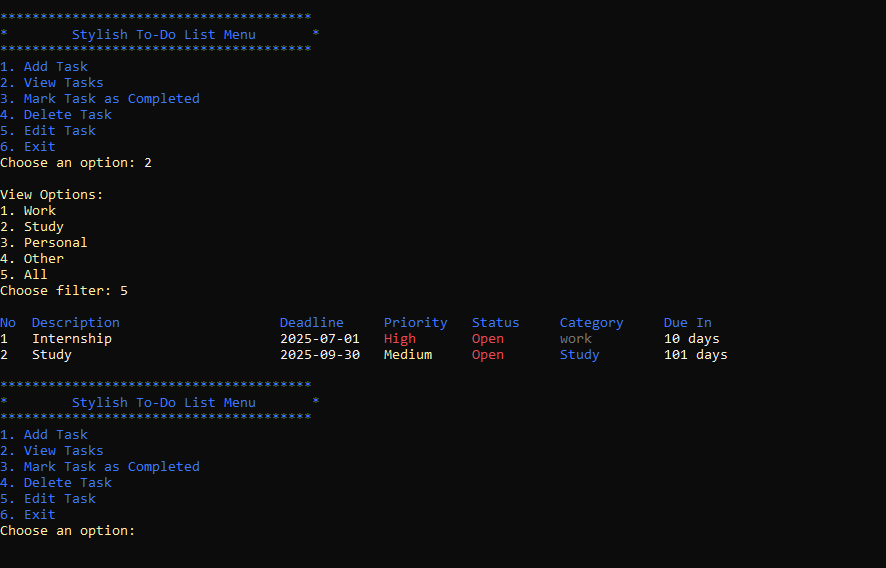 ***************************************
*        Stylish To-Do List Menu       *
***************************************
1. Add Task
2. View Tasks
3. Mark Task as Completed
4. Delete Task
5. Edit Task
6. Exit
Choose an option: 2
View Options:
1. Work
2. Study
3. Personal
4. Other
5. All
Choose filter: 5
No  Description                    Deadline     Priority   Status     Category     Due In
1   Internship                     2025-07-01   High       Open       work         10 days
2   Study                          2025-09-30   Medium     Open       Study        101 days
***************************************
*        Stylish To-Do List Menu       *
***************************************
1. Add Task
2. View Tasks
3. Mark Task as Completed
4. Delete Task
5. Edit Task
6. Exit
Choose an option: